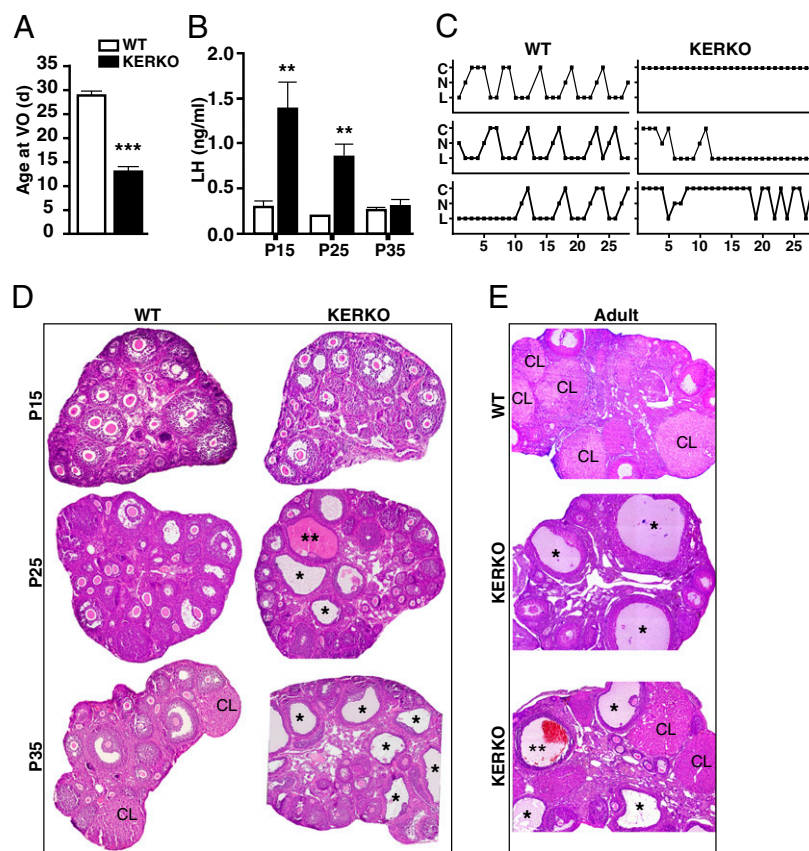 A
WT
KERKO
Age at VO (d)
35
30
25
20
15
10
5
0
***
B
LH (ng/ml)
2.0
1.5
1.0
0.5
0.0
**
**
P15 P25 P35
C
WT KERKO
C
N
L
C
N
L
C
N
L
5 10 15 20 25 5 10 15 20 25
D
WT KERKO
P15
P25
**
*
*
P35
CL
CL
*
*
*
*
*
*
E
Adult
WT
CL
CL
CL
CL
CL
KERKO
*
*
*
KERKO
*
CL
CL
**
*
*